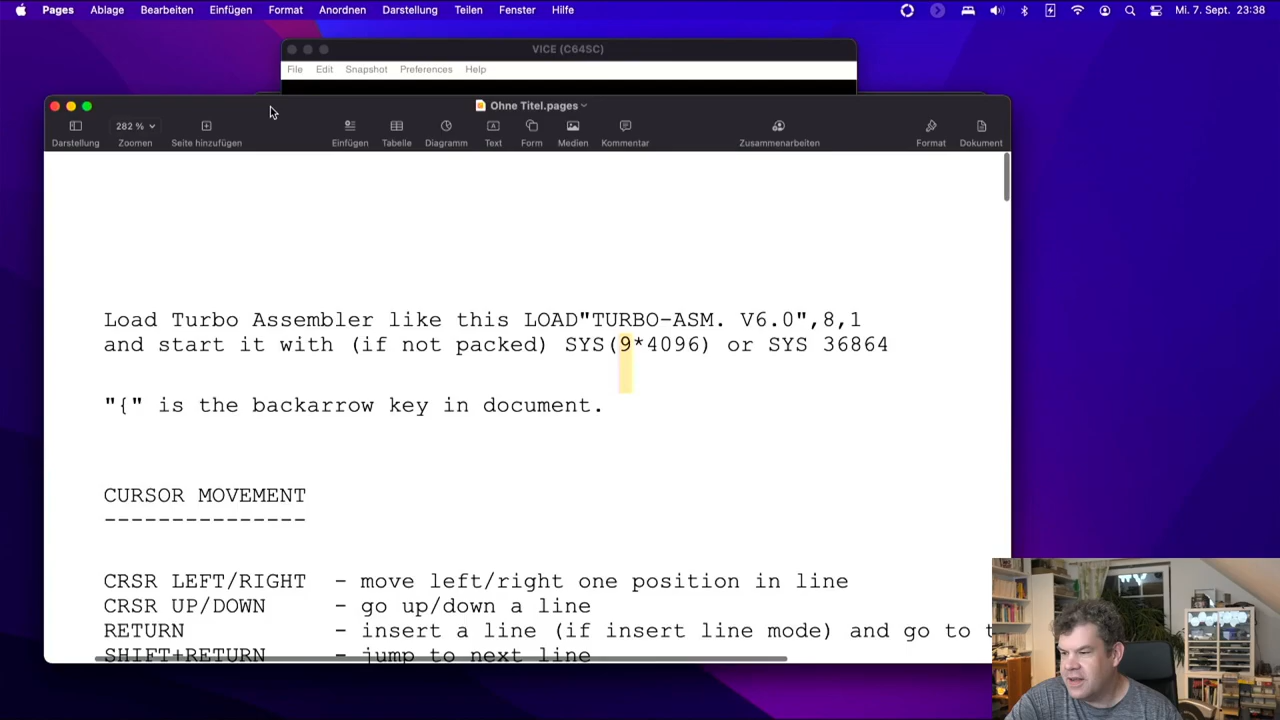 Pages Ablage Bearbeiten Einfügen Format Anordnen Darstellung Teilen Fenster Hilfe Mi. 7. Sept. 23:38
VICE (C64SC)
File Edit Snapshot Preferences Help
Ohne Titel.pages
282 %
Darstellung Zoomen Seite hinzufügen Einfügen Tabelle Diagramm Text Form Medien Kommentar Zusammenarbeiten Format Dokument
Load Turbo Assembler like this LOAD"TURBO-ASM. V6.0",8,1
and start it with (if not packed) SYS(9*4096) or SYS 36864
"{" is the backarrow key in document.
CURSOR MOVEMENT
---------------
CRSR LEFT/RIGHT - move left/right one position in line
CRSR UP/DOWN - go up/down a line
RETURN - insert a line (if insert line mode) and go to t
SHIFT+RETURN - jump to next line